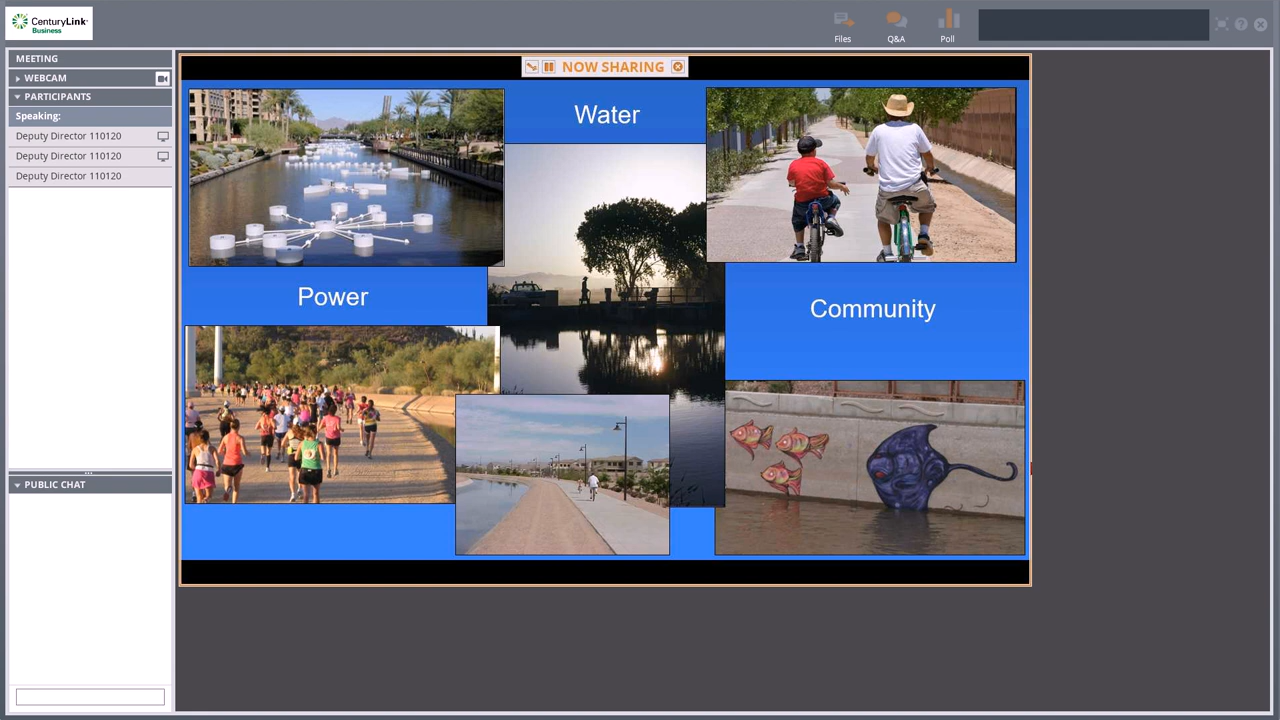 CenturyLink
Business
Files
Q&A
Poll
MEETING
WEBCAM
PARTICIPANTS
Speaking:
Deputy Director 110120
Deputy Director 110120
Deputy Director 110120
PUBLIC CHAT
NOW SHARING
Water
Power
Community